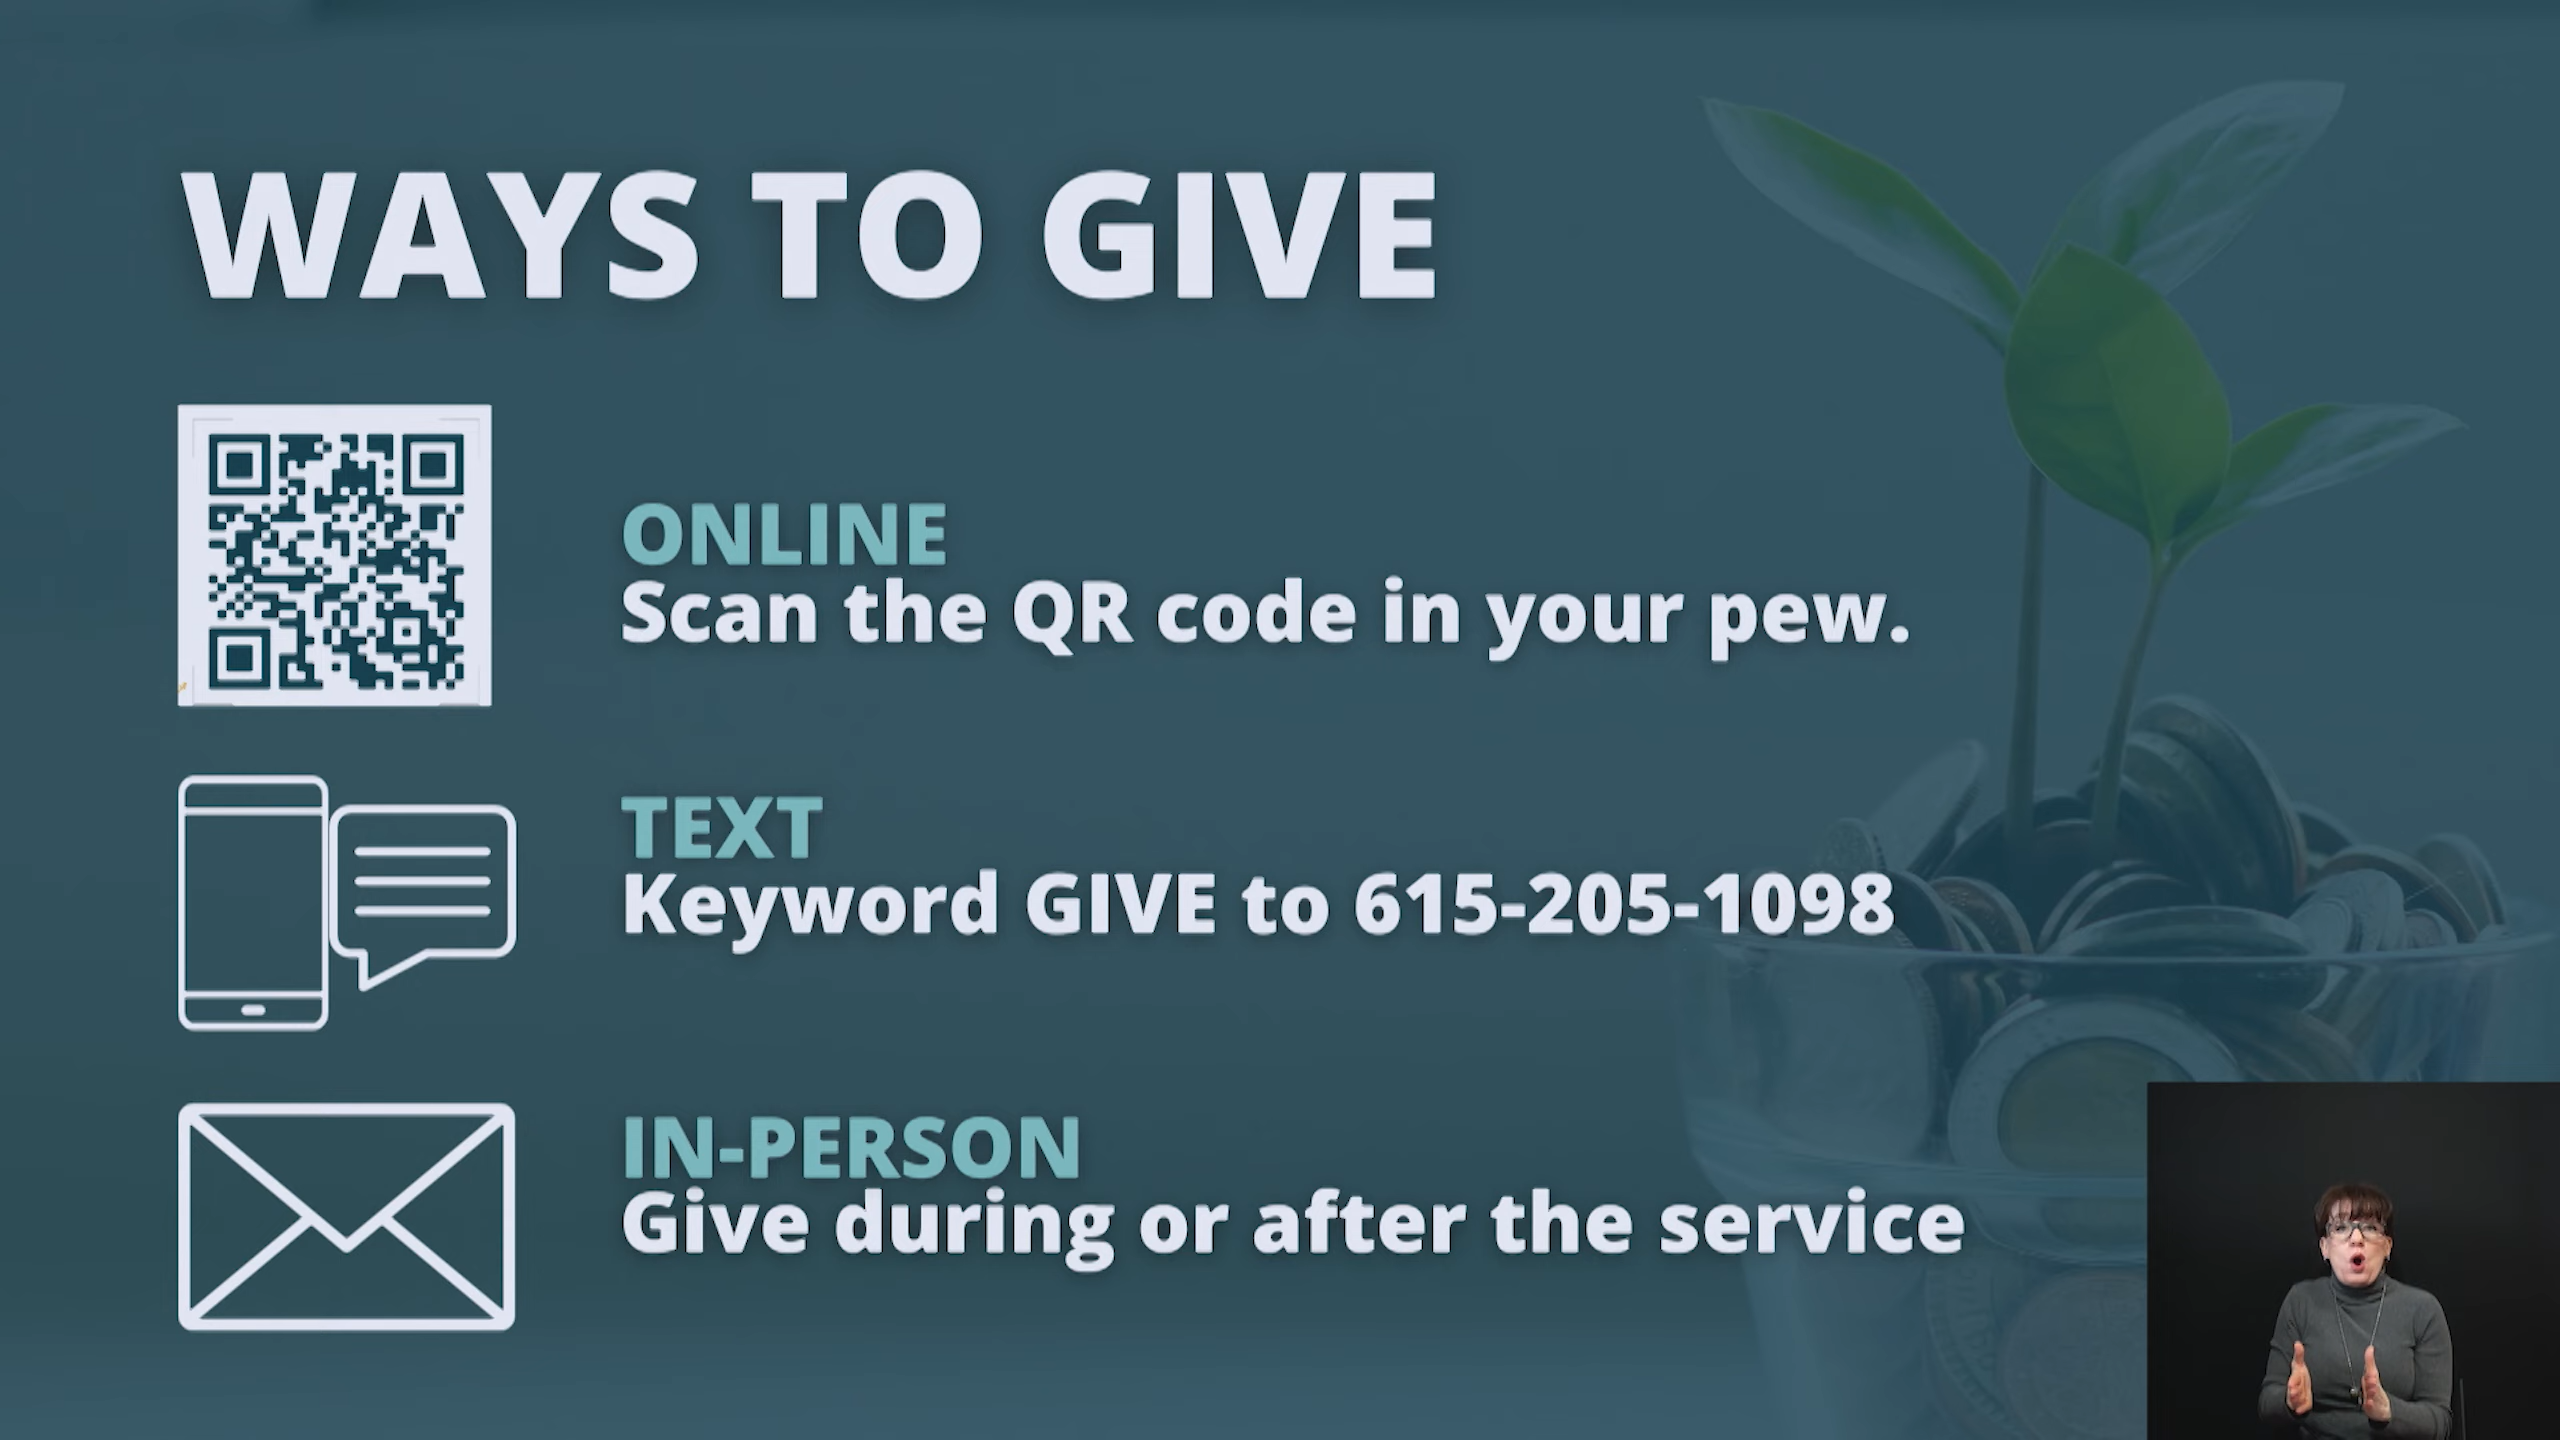 WAYS TO GIVE
ONLINE
Scan the QR code in your pew.
TEXT
Keyword GIVE to 615-205-1098
IN-PERSON
Give during or after the service